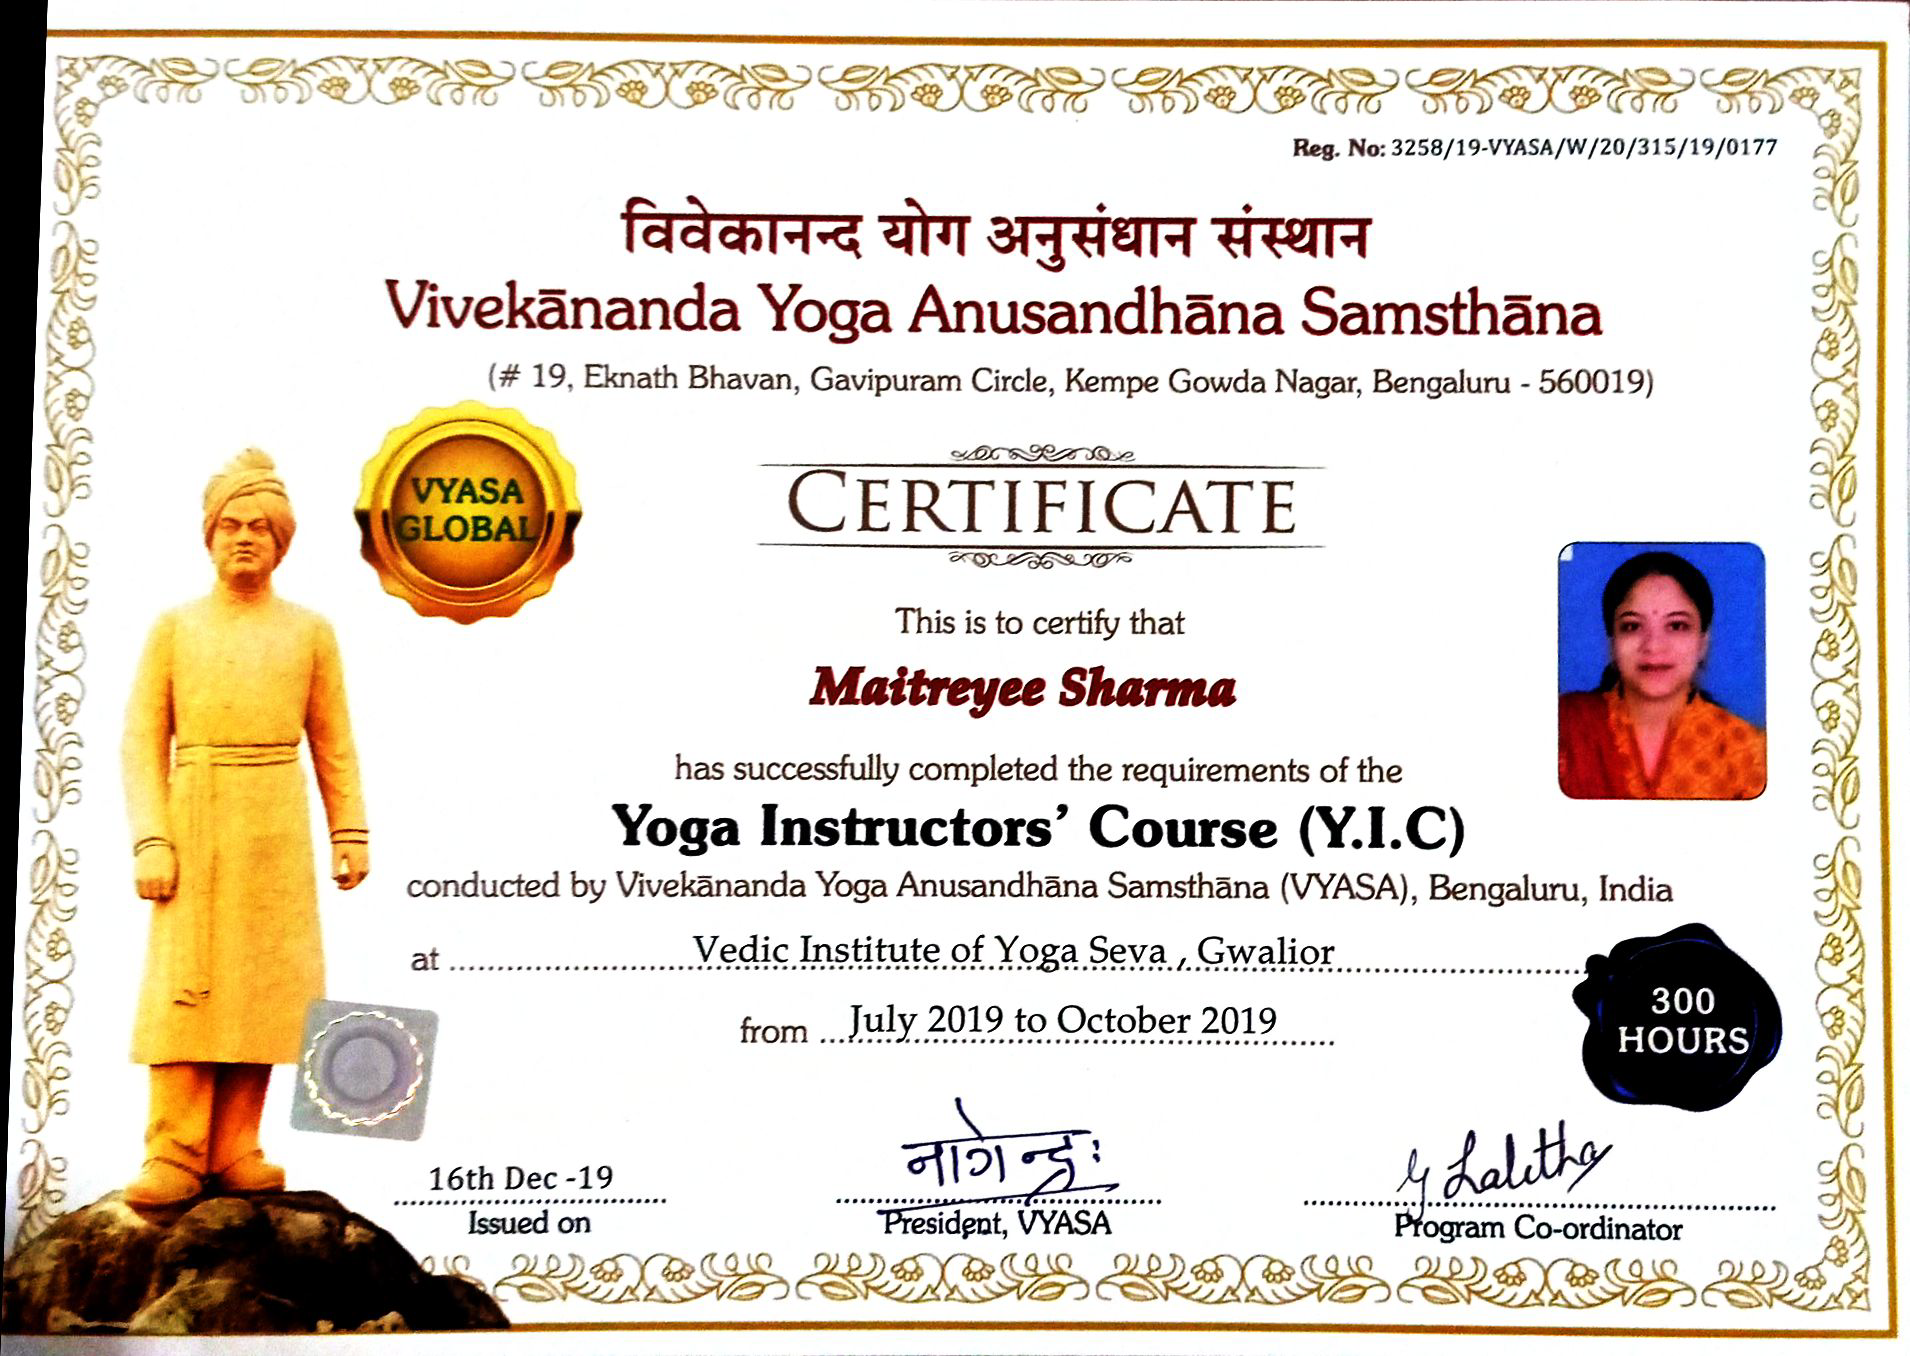 Reg. No: 3258/19-VYASA/W/20/315/19/0177
विवेकानन्द योग अनुसंधान संस्थान
Vivekānanda Yoga Anusandhāna Samsthāna
(# 19, Eknath Bhavan, Gavipuram Circle, Kempe Gowda Nagar, Bengaluru - 560019)
VYASA
GLOBAL
CERTIFICATE
This is to certify that
Maitreyee Sharma
has successfully completed the requirements of the
Yoga Instructors’ Course (Y.I.C)
conducted by Vivekānanda Yoga Anusandhāna Samsthāna (VYASA), Bengaluru, India
at Vedic Institute of Yoga Seva , Gwalior
from July 2019 to October 2019
300
HOURS
16th Dec -19
Issued on
नागेन्द्रः
President, VYASA
G Lalitha
Program Co-ordinator